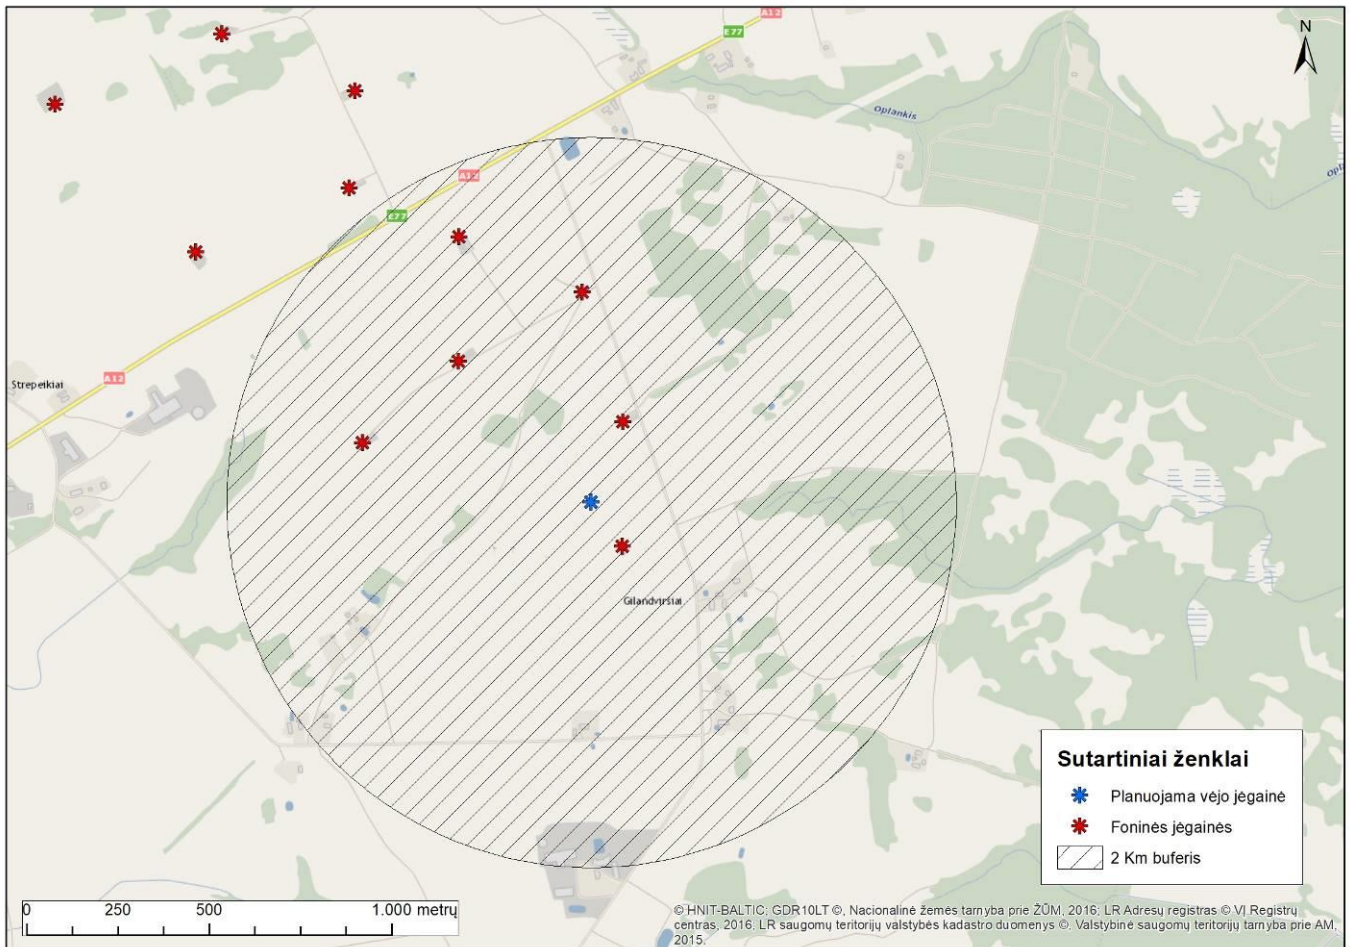 A12
E77
N
Oplankis
A12
Opl
E77
Strepeikiai
A12
Gilandviršiai
Sutartiniai ženklai
Planuojama vėjo jėgainė
Foninės jėgainės
2 Km buferis
0 250 500 1.000 metrų
© HNIT-BALTIC; GDR10LT ©, Nacionalinė žemės tarnyba prie ŽŪM, 2016; LR Adresų registras © VĮ Registrų
centras, 2016; LR saugomų teritorijų valstybės kadastro duomenys ©, Valstybinė saugomų teritorijų tarnyba prie AM,
2015.